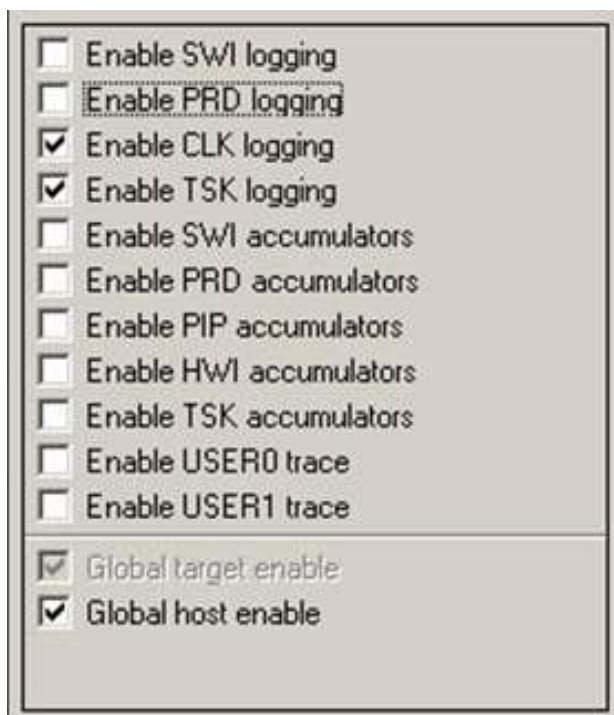 Enable SWI logging
Enable PRD logging
Enable CLK logging
Enable TSK logging
Enable SWI accumulators
Enable PRD accumulators
Enable PIP accumulators
Enable HWI accumulators
Enable TSK accumulators
Enable USER0 trace
Enable USER1 trace
Global target enable
Global host enable